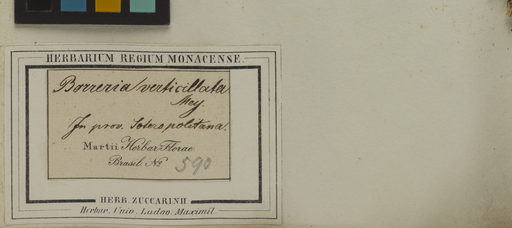 HERBARIUM REGIUM MONACENSE.
Borreria verticillata
Mey.
In prov. Soteropolitana.
Martii Herbar. Florae
Brasil. No 590
HERB. ZUCCARINII
Herbar. Univ. Ludov. Maximil.